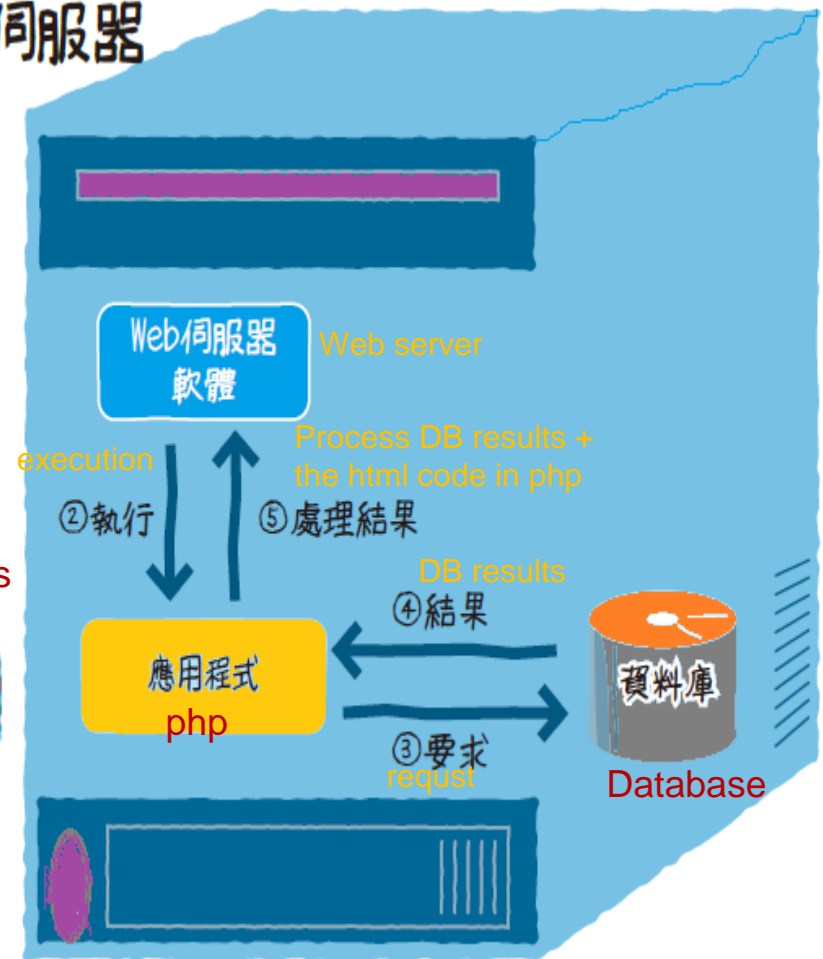 伺服器
Web伺服器
軟體
Web server
execution
Process DB results +
the html code in php
②執行
⑤處理結果
s
DB results
④結果
應用程式
php
資料庫
③要求
requst
Database